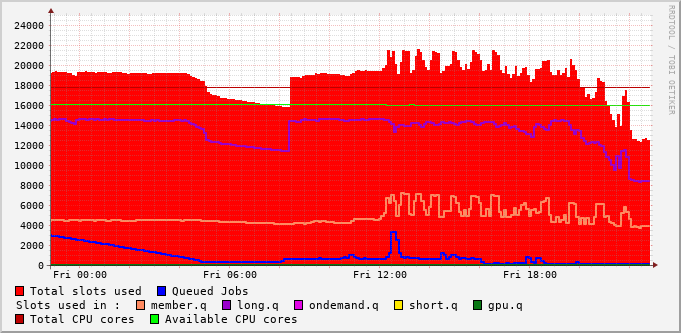 24000
22000
20000
18000
16000
14000
12000
10000
8000
6000
4000
2000
0
Fri 00:00 Fri 06:00 Fri 12:00 Fri 18:00
RRDTOOL / TOBI OETIKER
Total slots used Queued Jobs
Slots used in : member.q long.q ondemand.q short.q gpu.q
Total CPU cores Available CPU cores